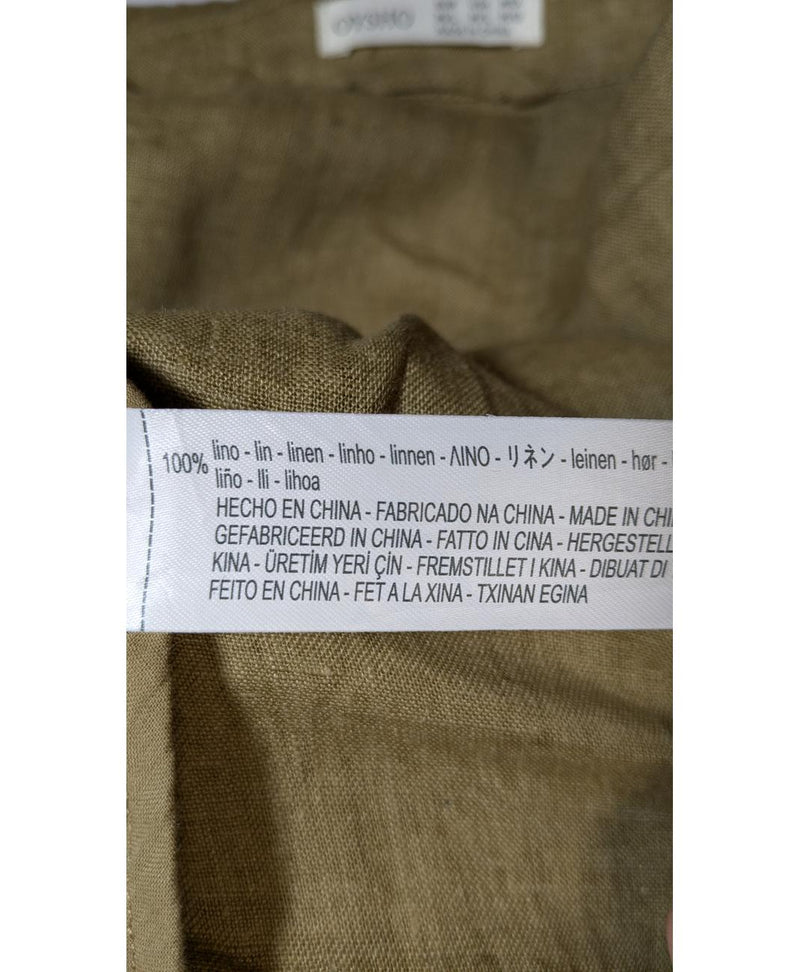 OYSHO
100% lino - lin - linen - linho - linnen - ΛΙΝΟ - リネン - leinen - hør -
liño - lli - lihoa
HECHO EN CHINA - FABRICADO NA CHINA - MADE IN CHI
GEFABRICEERD IN CHINA - FATTO IN CINA - HERGESTELL
KINA - ÜRETİM YERİ ÇİN - FREMSTILLET I KINA - DIBUAT DI
FEITO EN CHINA - FET A LA XINA - TXINAN EGINA